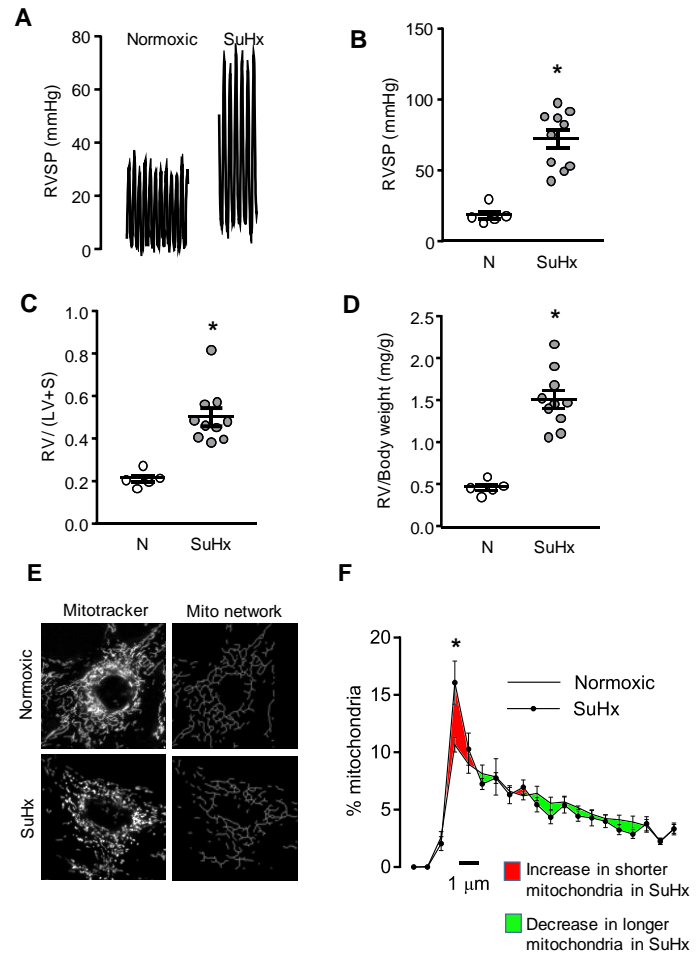 A
RVSP (mmHg)
80
60
40
20
0
Normoxic
SuHx
B
RVSP (mmHg)
150
100
50
0
*
N
SuHx
C
RV/ (LV+S)
1.0
0.8
0.6
0.4
0.2
0.0
*
N
SuHx
D
RV/Body weight (mg/g)
2.5
2.0
1.5
1.0
0.5
0.0
*
N
SuHx
E
Mitotracker
Mito network
Normoxic
SuHx
F
% mitochondria
20
15
10
5
0
*
Normoxic
SuHx
1 μm
Increase in shorter
mitochondria in SuHx
Decrease in longer
mitochondria in SuHx